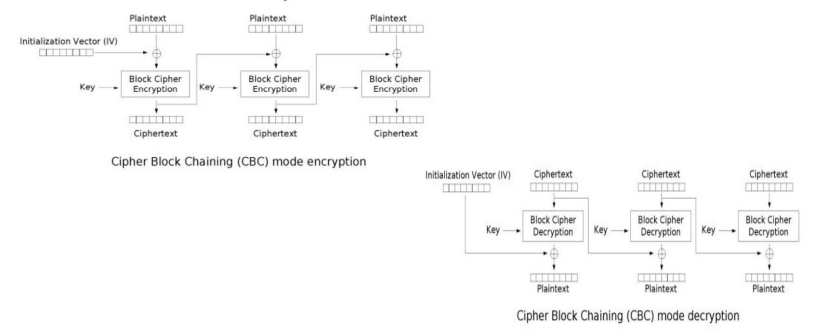 Plaintext Plaintext Plaintext
Initialization Vector (IV)
Key Block Cipher Encryption Key Block Cipher Encryption Key Block Cipher Encryption
Ciphertext Ciphertext Ciphertext
Cipher Block Chaining (CBC) mode encryption
Initialization Vector (IV) Ciphertext Ciphertext Ciphertext
Key Block Cipher Decryption Key Block Cipher Decryption Key Block Cipher Decryption
Plaintext Plaintext Plaintext
Cipher Block Chaining (CBC) mode decryption